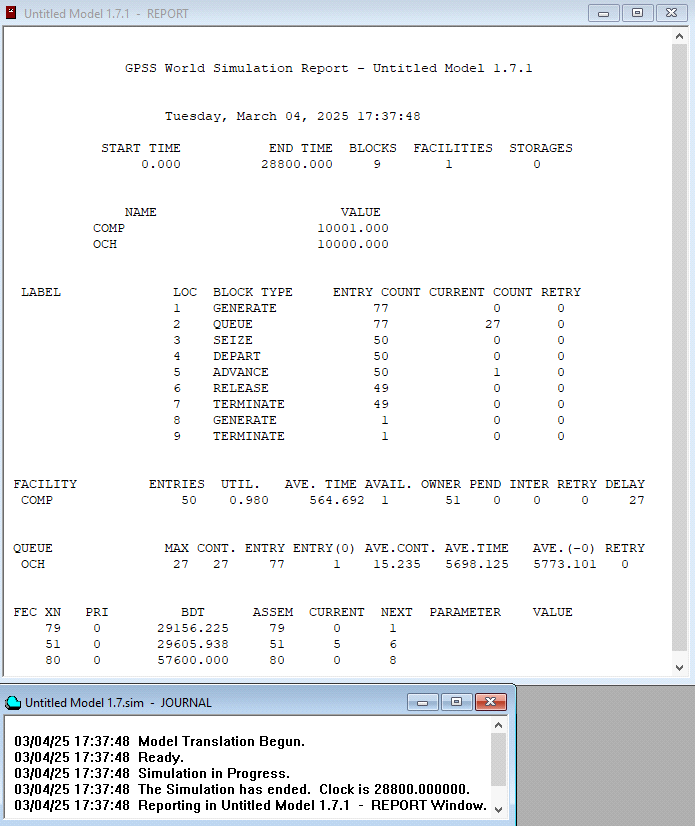 Untitled Model 1.7.1 - REPORT
GPSS World Simulation Report - Untitled Model 1.7.1
Tuesday, March 04, 2025 17:37:48
START TIME END TIME BLOCKS FACILITIES STORAGES
0.000 28800.000 9 1 0
NAME VALUE
COMP 10001.000
OCH 10000.000
LABEL LOC BLOCK TYPE ENTRY COUNT CURRENT COUNT RETRY
1 GENERATE 77 0 0
2 QUEUE 77 27 0
3 SEIZE 50 0 0
4 DEPART 50 0 0
5 ADVANCE 50 1 0
6 RELEASE 49 0 0
7 TERMINATE 49 0 0
8 GENERATE 1 0 0
9 TERMINATE 1 0 0
FACILITY ENTRIES UTIL. AVE. TIME AVAIL. OWNER PEND INTER RETRY DELAY
COMP 50 0.980 564.692 1 51 0 0 0 27
QUEUE MAX CONT. ENTRY ENTRY(0) AVE.CONT. AVE.TIME AVE.(-0) RETRY
OCH 27 27 77 1 15.235 5698.125 5773.101 0
FEC XN PRI BDT ASSEM CURRENT NEXT PARAMETER VALUE
79 0 29156.225 79 0 1
51 0 29605.938 51 5 6
80 0 57600.000 80 0 8
Untitled Model 1.7.sim - JOURNAL
03/04/25 17:37:48 Model Translation Begun.
03/04/25 17:37:48 Ready.
03/04/25 17:37:48 Simulation in Progress.
03/04/25 17:37:48 The Simulation has ended. Clock is 28800.000000.
03/04/25 17:37:48 Reporting in Untitled Model 1.7.1 - REPORT Window.